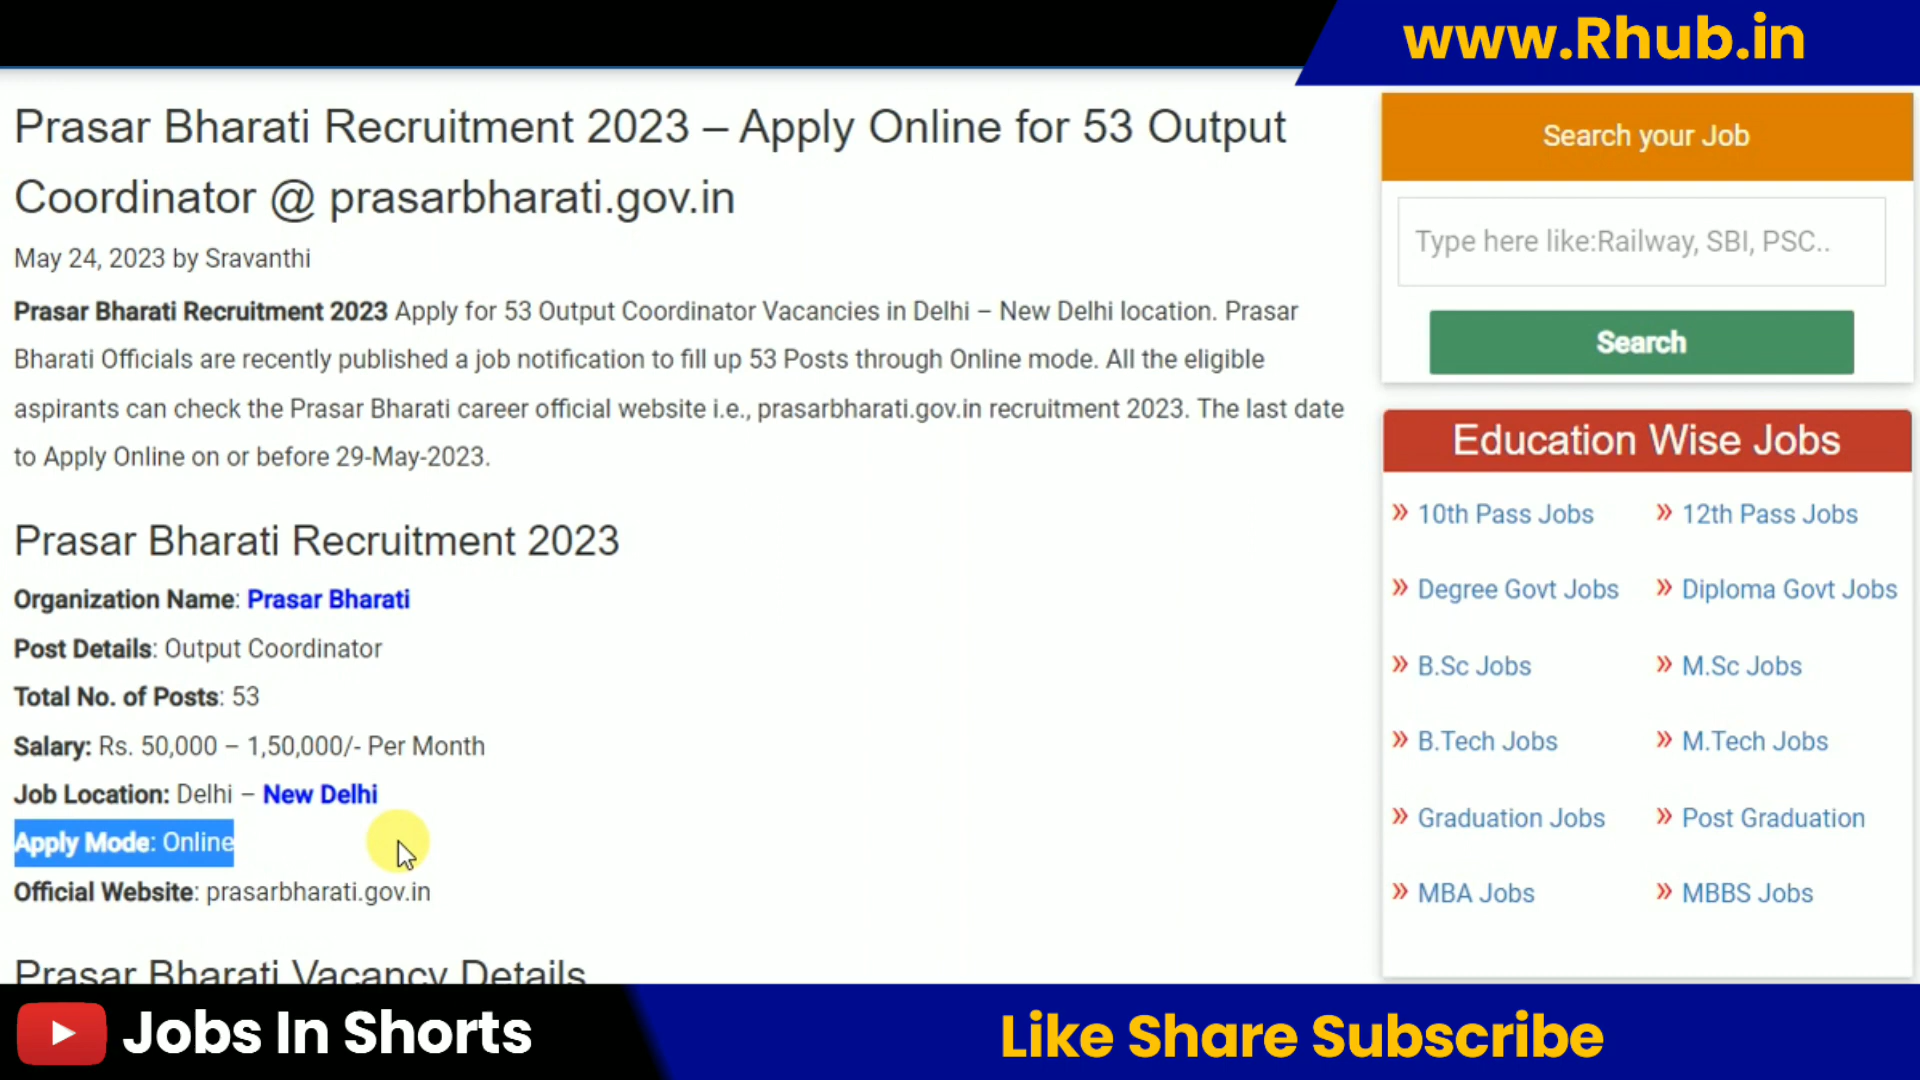 www.Rhub.in
Prasar Bharati Recruitment 2023 – Apply Online for 53 Output
Coordinator @ prasarbharati.gov.in
May 24, 2023 by Sravanthi
Prasar Bharati Recruitment 2023 Apply for 53 Output Coordinator Vacancies in Delhi – New Delhi location. Prasar
Bharati Officials are recently published a job notification to fill up 53 Posts through Online mode. All the eligible
aspirants can check the Prasar Bharati career official website i.e., prasarbharati.gov.in recruitment 2023. The last date
to Apply Online on or before 29-May-2023.
Prasar Bharati Recruitment 2023
Organization Name: Prasar Bharati
Post Details: Output Coordinator
Total No. of Posts: 53
Salary: Rs. 50,000 – 1,50,000/- Per Month
Job Location: Delhi – New Delhi
Apply Mode: Online
Official Website: prasarbharati.gov.in
Prasar Bharati Vacancy Details
Search your Job
Type here like:Railway, SBI, PSC..
Search
Education Wise Jobs
» 10th Pass Jobs » 12th Pass Jobs
» Degree Govt Jobs » Diploma Govt Jobs
» B.Sc Jobs » M.Sc Jobs
» B.Tech Jobs » M.Tech Jobs
» Graduation Jobs » Post Graduation
» MBA Jobs » MBBS Jobs
Jobs In Shorts
Like Share Subscribe